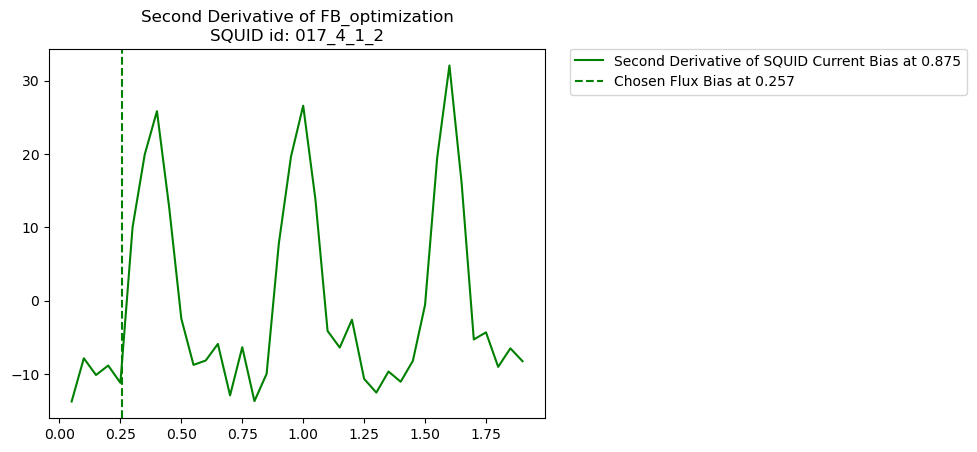 Second Derivative of FB_optimization
SQUID id: 017_4_1_2
Second Derivative of SQUID Current Bias at 0.875
Chosen Flux Bias at 0.257
30
20
10
0
−10
0.00 0.25 0.50 0.75 1.00 1.25 1.50 1.75